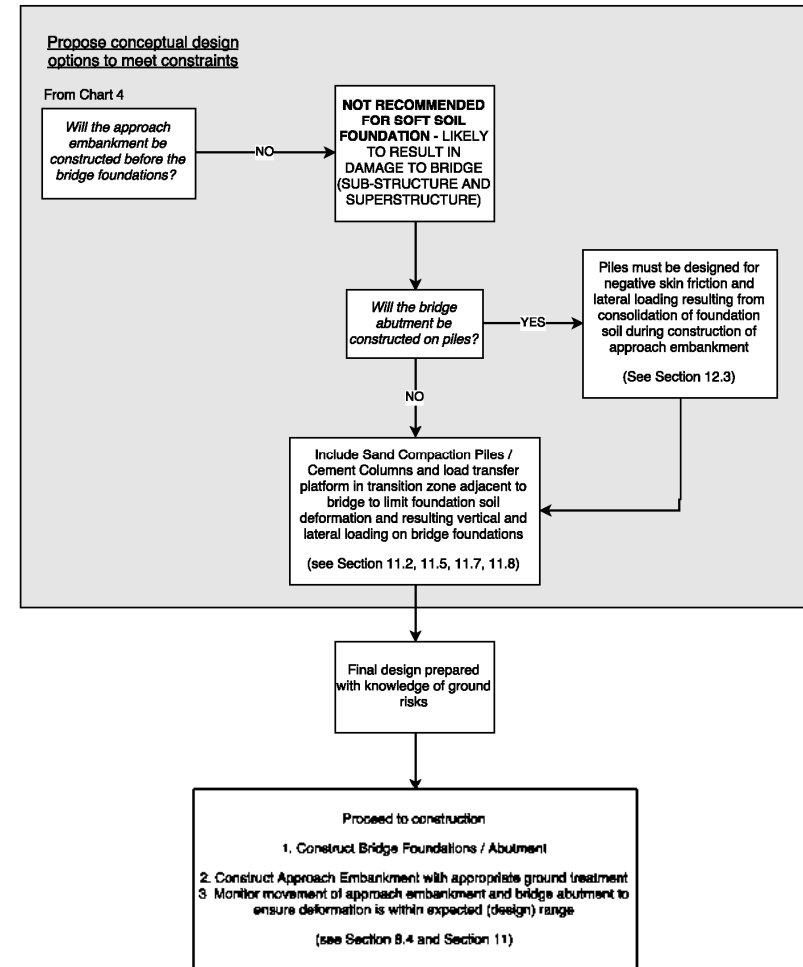 Propose conceptual design
options to meet constraints
From Chart 4
Will the approach
embankment be
constructed before the
bridge foundations?
NO
NOT RECOMMENDED
FOR SOFT SOIL
FOUNDATION - LIKELY
TO RESULT IN
DAMAGE TO BRIDGE
(SUB-STRUCTURE AND
SUPERSTRUCTURE)
Will the bridge
abutment be
constructed on piles?
YES
Piles must be designed for
negative skin friction and
lateral loading resulting from
consolidation of foundation
soil during construction of
approach embankment
(See Section 12.3)
NO
Include Sand Compaction Piles /
Cement Columns and load transfer
platform in transition zone adjacent to
bridge to limit foundation soil
deformation and resulting vertical and
lateral loading on bridge foundations
(see Section 11.2, 11.5, 11.7, 11.8)
Final design prepared
with knowledge of ground
risks
Proceed to construction
1. Construct Bridge Foundations / Abutment
2. Construct Approach Embankment with appropriate ground treatment
3 Monitor movement of approach embankment and bridge abutment to
ensure deformation is within expected (design) range
(see Section and Section 11)